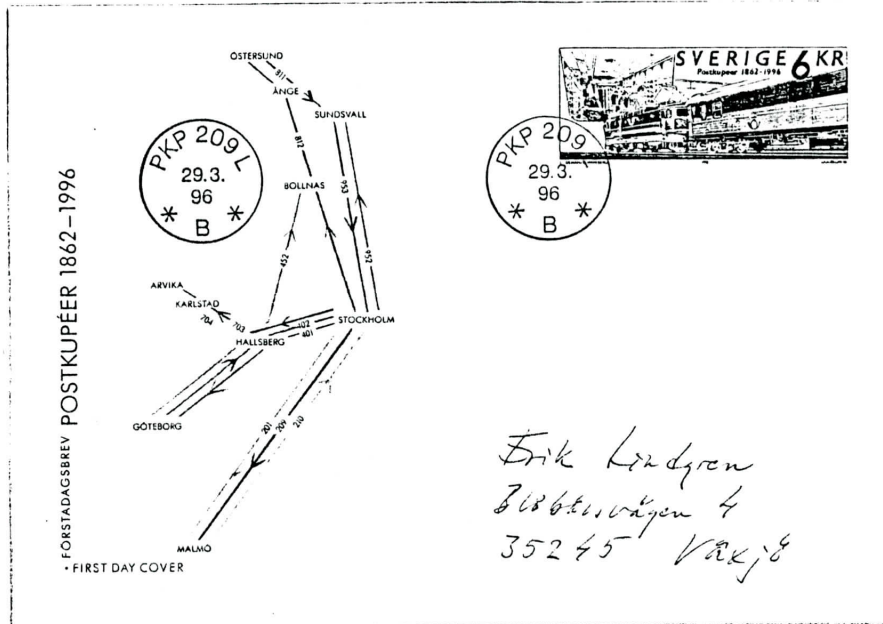 FÖRSTADAGSBREV POSTKUPÉER 1862–1996
• FIRST DAY COVER
ÖSTERSUND
811
ÅNGE
SUNDSVALL
812
BOLLNÄS
953
952
452
ARVIKA
KARLSTAD
704
703
HALLSBERG
102
401
STOCKHOLM
GÖTEBORG
201
209
210
MALMÖ
PKP 209 L
29.3.
96
* B *
SVERIGE 6 KR
Postkupéer 1862-1996
PKP 209
29.3.
96
* B *
Erik Lindgren
4
35245 Växjö